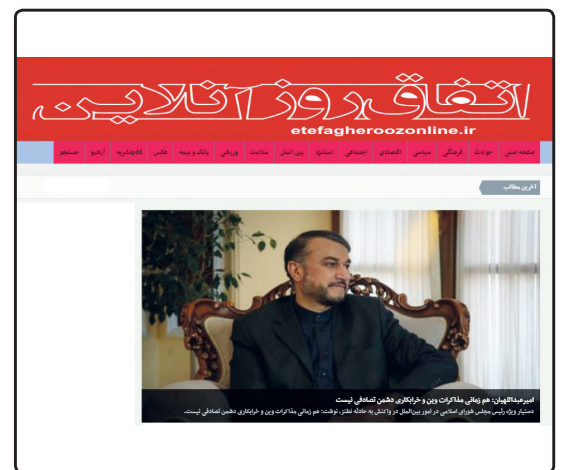 اتفاق روز آنلاین
etefagheroozonline.ir
صفحه اصلی حوادث فرهنگی سیاسی اقتصادی اجتماعی استانها بین الملل سلامت ورزشی بانک و بیمه عکس pdfنشریه آرشیو جستجو
آخرین مطالب
امیرعبداللهیان: هم زمانی مذاکرات وین و خرابکاری دشمن تصادفی نیست
دستیار ویژه رئیس مجلس شورای اسلامی در امور بین‌الملل در واکنش به حادثه نطنز، نوشت: هم زمانی مذاکرات وین و خرابکاری دشمن تصادفی نیست.